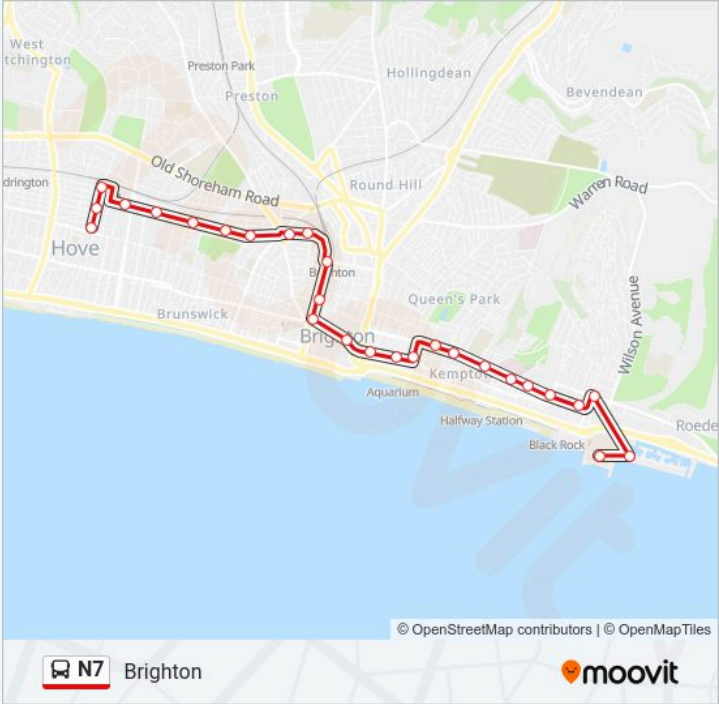 West
tchington
Preston Park
Hollingdean
Preston
Bevendean
Old Shoreham Road
drington
Round Hill
Warren Road
Hove
Brighton
Wilson Avenue
Queen's Park
Brunswick
Brighton
Kemptown
Aquarium
Halfway Station
Roede
Black Rock
© OpenStreetMap contributors | © OpenMapTiles
N7 Brighton
moovit